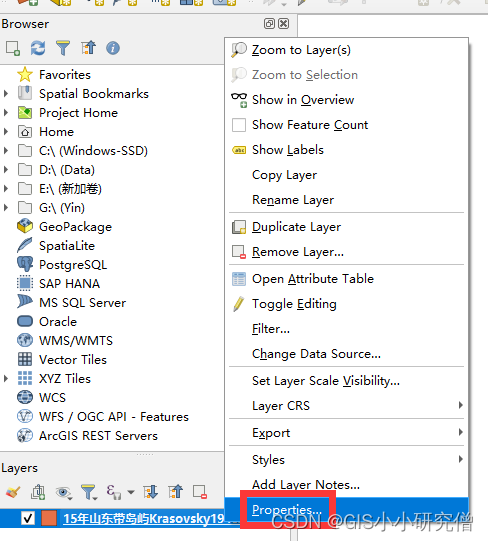 Browser
Favorites
Spatial Bookmarks
Project Home
Home
C:\ (Windows-SSD)
D:\ (Data)
E:\ (新加卷)
G:\ (Yin)
GeoPackage
SpatiaLite
PostgreSQL
SAP HANA
MS SQL Server
Oracle
WMS/WMTS
Vector Tiles
XYZ Tiles
WCS
WFS / OGC API - Features
ArcGIS REST Servers
Layers
15年山东带岛屿Krasovsky19
Zoom to Layer(s)
Zoom to Selection
Show in Overview
Show Feature Count
abc
Show Labels
Copy Layer
Rename Layer
Duplicate Layer
Remove Layer...
Open Attribute Table
Toggle Editing
Filter...
Change Data Source...
Set Layer Scale Visibility...
Layer CRS
Export
Styles
Add Layer Notes...
Properties...
CSDN @GIS小小研究僧